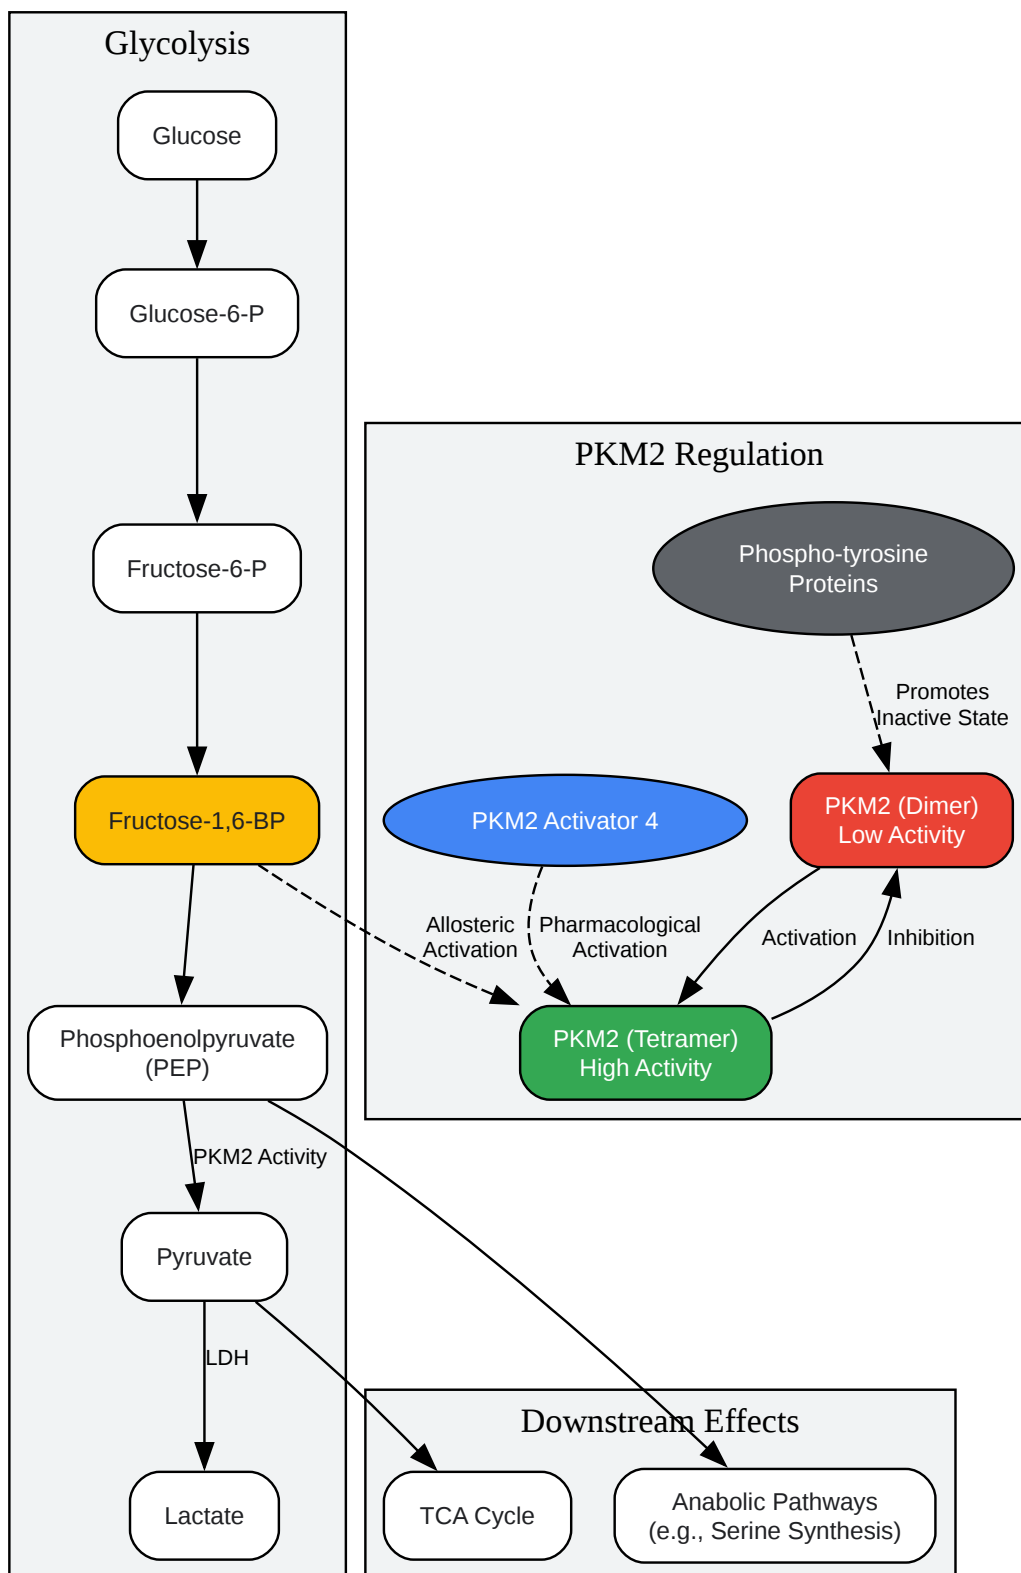 Glycolysis
Glucose
Glucose-6-P
Fructose-6-P
Fructose-1,6-BP
Phosphoenolpyruvate
(PEP)
PKM2 Activity
Pyruvate
LDH
Lactate
PKM2 Regulation
Phospho-tyrosine
Proteins
Promotes
Inactive State
PKM2 Activator 4
PKM2 (Dimer)
Low Activity
Allosteric
Activation
Pharmacological
Activation
Activation
Inhibition
PKM2 (Tetramer)
High Activity
Downstream Effects
TCA Cycle
Anabolic Pathways
(e.g., Serine Synthesis)